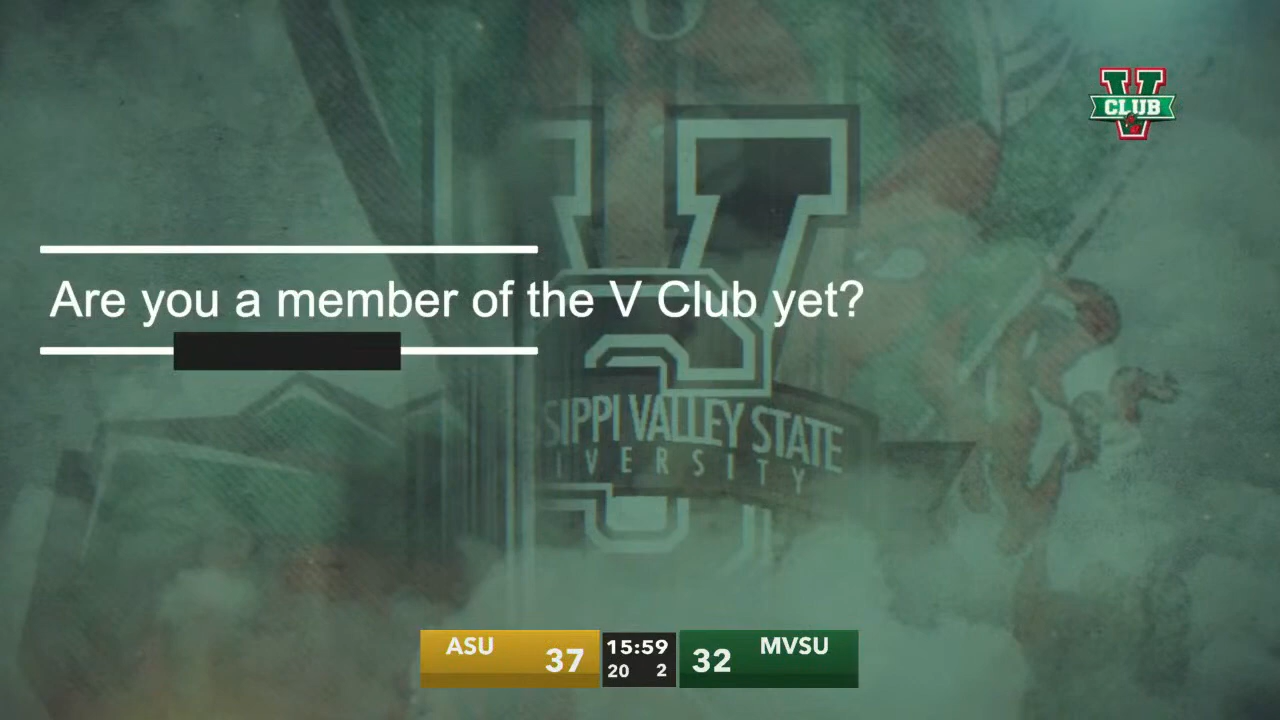 CLUB
Are you a member of the V Club yet?
SIPPI VALLEY STATE
IVERSITY
ASU 37 15:59 32 MVSU
20 2